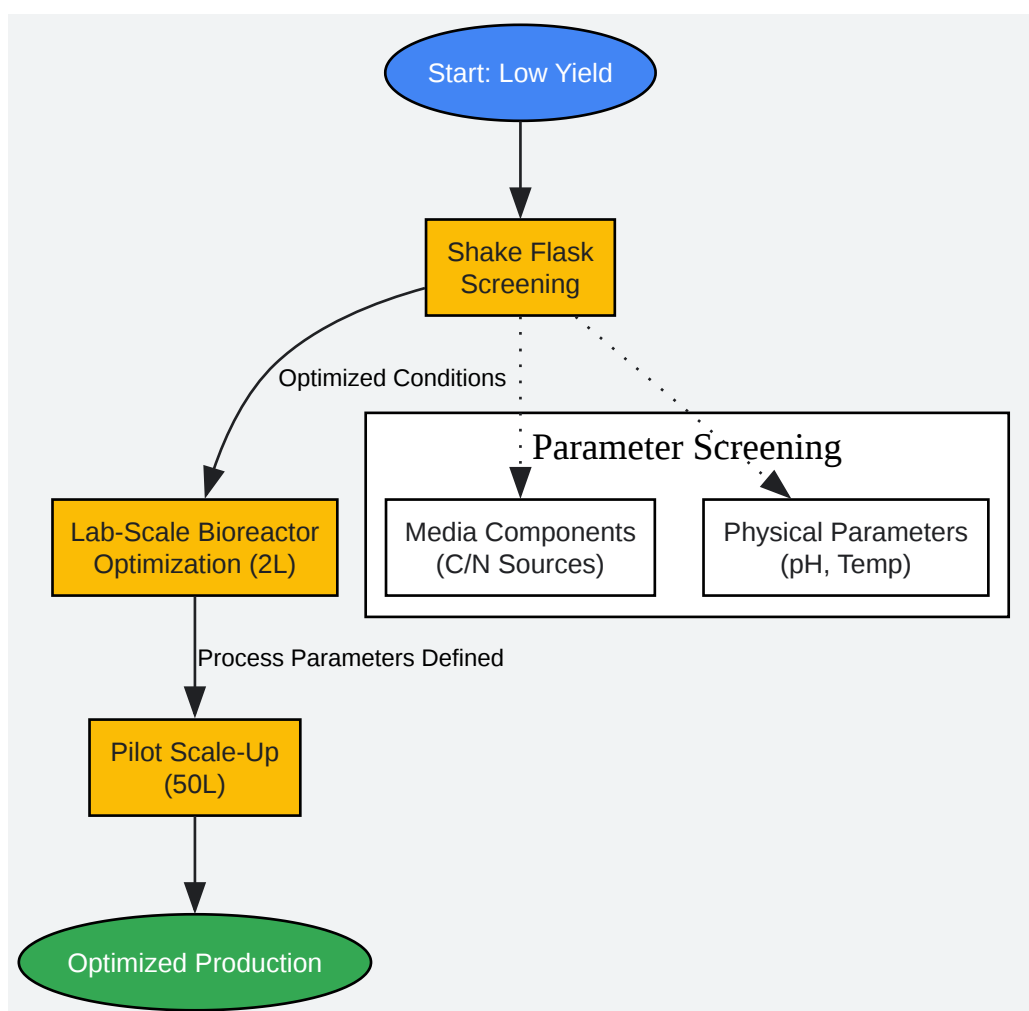 Start: Low Yield
Shake Flask
Screening
Optimized Conditions
Parameter Screening
Lab-Scale Bioreactor
Optimization (2L)
Media Components
(C/N Sources)
Physical Parameters
(pH, Temp)
Process Parameters Defined
Pilot Scale-Up
(50L)
Optimized Production